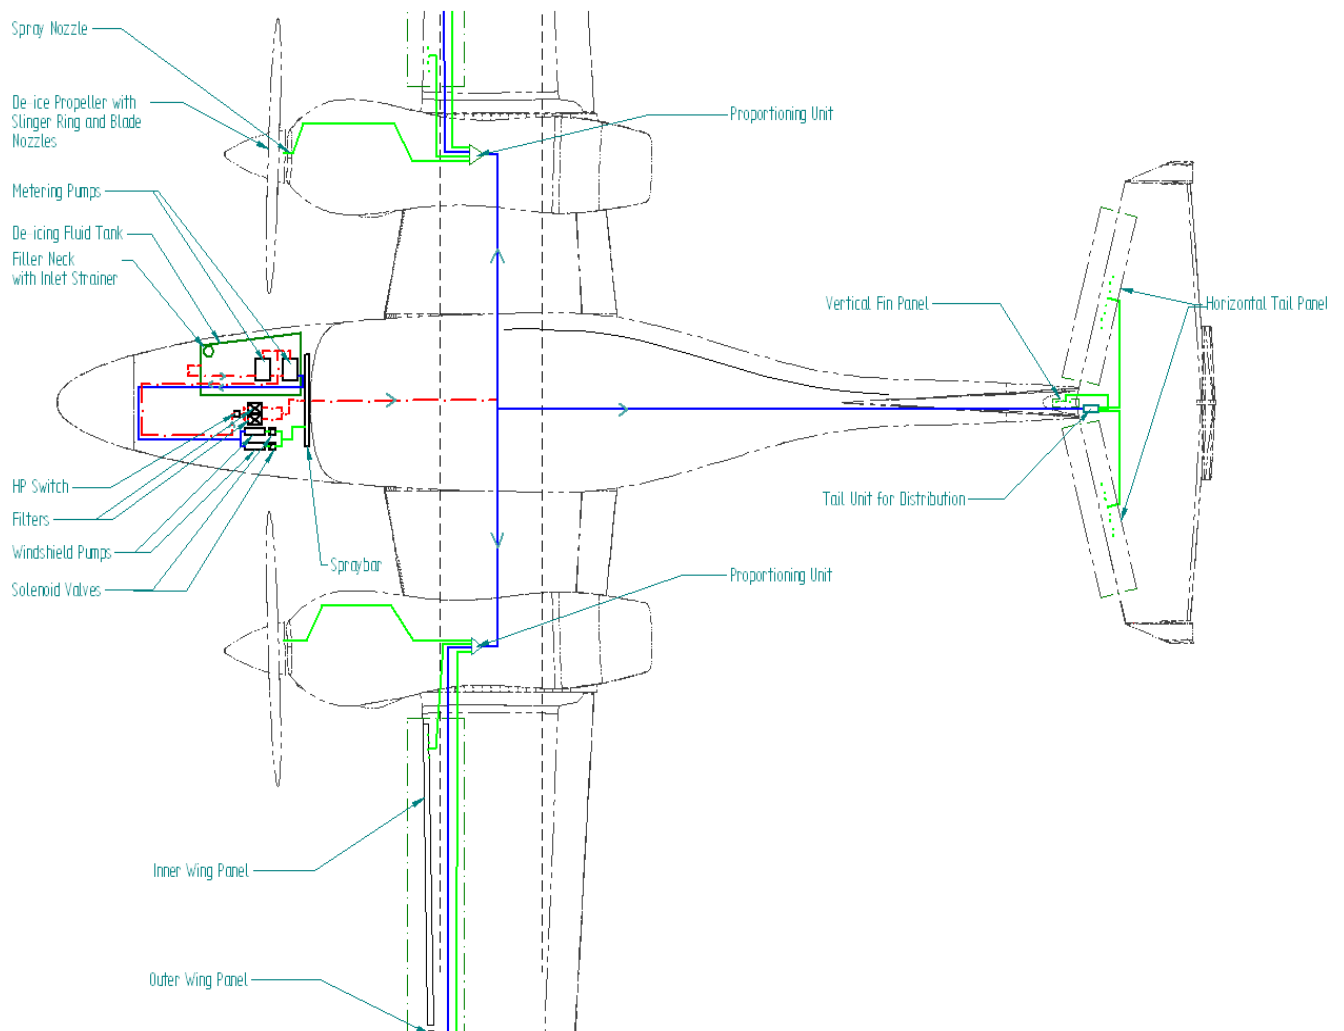 Spray Nozzle
De-ice Propeller with
Slinger Ring and Blade
Nozzles
Metering Pumps
De-icing Fluid Tank
Filler Neck
with Inlet Strainer
HP Switch
Filters
Windshield Pumps
Solenoid Valves
Spraybar
Proportioning Unit
Vertical Fin Panel
Horizontal Tail Panel
Tail Unit for Distribution
Proportioning Unit
Inner Wing Panel
Outer Wing Panel